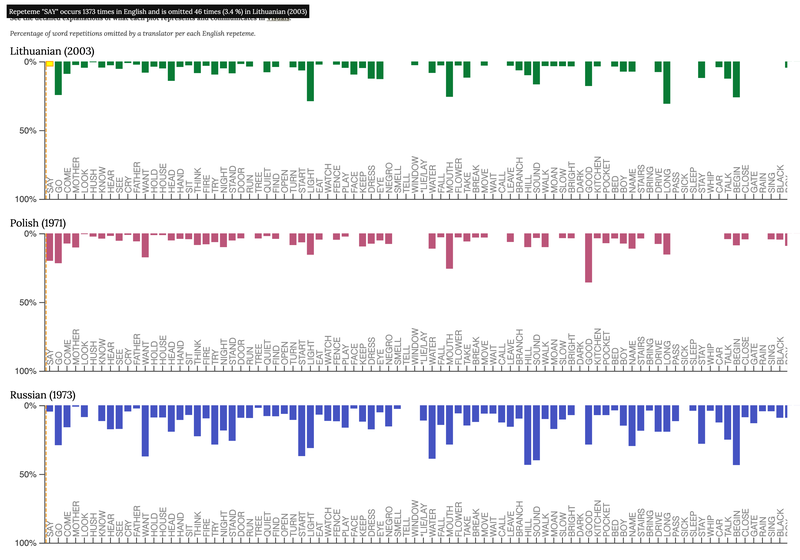 Repeteme "SAY" occurs 1373 times in English and is omitted 46 times (3.4 %) in Lithuanian (2003)
See the detailed explanations of what each plot represents and communicates in Visuals.
Percentage of word repetitions omitted by a translator per each English repeteme.
Lithuanian (2003)
0%
50%
100%
SAY GO COME MOTHER LOOK HUSH KNOW HEAR SEE CRY FATHER WANT HOLD HOUSE HEAD HAND SIT THINK FIRE TRY NIGHT STAND DOOR RUN TREE QUIET FIND OPEN TURN START LIGHT EAT WATCH FENCE PLAY FACE KEEP DRESS EYE NEGRO SMELL TELL WINDOW *LIE/LAY WATER FALL MOUTH FLOWER TAKE BREAK MOVE WAIT CALL LEAVE BRANCH HILL SOUND WALK MOAN SLOW BRIGHT DARK GOOD KITCHEN POCKET BED BOY NAME STAIRS BRING DRIVE LONG PASS SICK SLEEP STAY WHIP CAR TALK BEGIN CLOSE GATE RAIN SING BLACK
Polish (1971)
0%
50%
100%
SAY GO COME MOTHER LOOK HUSH KNOW HEAR SEE CRY FATHER WANT HOLD HOUSE HEAD HAND SIT THINK FIRE TRY NIGHT STAND DOOR RUN TREE QUIET FIND OPEN TURN START LIGHT EAT WATCH FENCE PLAY FACE KEEP DRESS EYE NEGRO SMELL TELL WINDOW *LIE/LAY WATER FALL MOUTH FLOWER TAKE BREAK MOVE WAIT CALL LEAVE BRANCH HILL SOUND WALK MOAN SLOW BRIGHT DARK GOOD KITCHEN POCKET BED BOY NAME STAIRS BRING DRIVE LONG PASS SICK SLEEP STAY WHIP CAR TALK BEGIN CLOSE GATE RAIN SING BLACK
Russian (1973)
0%
50%
100%
SAY GO COME MOTHER LOOK HUSH KNOW HEAR SEE CRY FATHER WANT HOLD HOUSE HEAD HAND SIT THINK FIRE TRY NIGHT STAND DOOR RUN TREE QUIET FIND OPEN TURN START LIGHT EAT WATCH FENCE PLAY FACE KEEP DRESS EYE NEGRO SMELL TELL WINDOW *LIE/LAY WATER FALL MOUTH FLOWER TAKE BREAK MOVE WAIT CALL LEAVE BRANCH HILL SOUND WALK MOAN SLOW BRIGHT DARK GOOD KITCHEN POCKET BED BOY NAME STAIRS BRING DRIVE LONG PASS SICK SLEEP STAY WHIP CAR TALK BEGIN CLOSE GATE RAIN SING BLACK